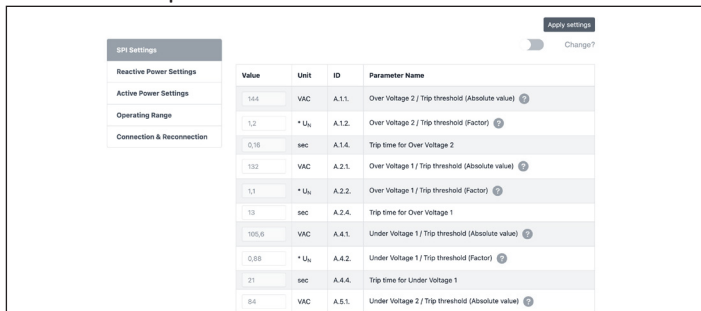 Apply settings
Change?
SPI Settings
Reactive Power Settings
Active Power Settings
Operating Range
Connection & Reconnection
Value Unit ID Parameter Name
144 VAC A.1.1. Over Voltage 2 / Trip threshold (Absolute value) ?
1,2 * UN A.1.2. Over Voltage 2 / Trip threshold (Factor) ?
0,16 sec A.1.4. Trip time for Over Voltage 2
132 VAC A.2.1. Over Voltage 1 / Trip threshold (Absolute value) ?
1,1 * UN A.2.2. Over Voltage 1 / Trip threshold (Factor) ?
13 sec A.2.4. Trip time for Over Voltage 1
105,6 VAC A.4.1. Under Voltage 1 / Trip threshold (Absolute value) ?
0,88 * UN A.4.2. Under Voltage 1 / Trip threshold (Factor) ?
21 sec A.4.4. Trip time for Under Voltage 1
84 VAC A.5.1. Under Voltage 2 / Trip threshold (Absolute value) ?